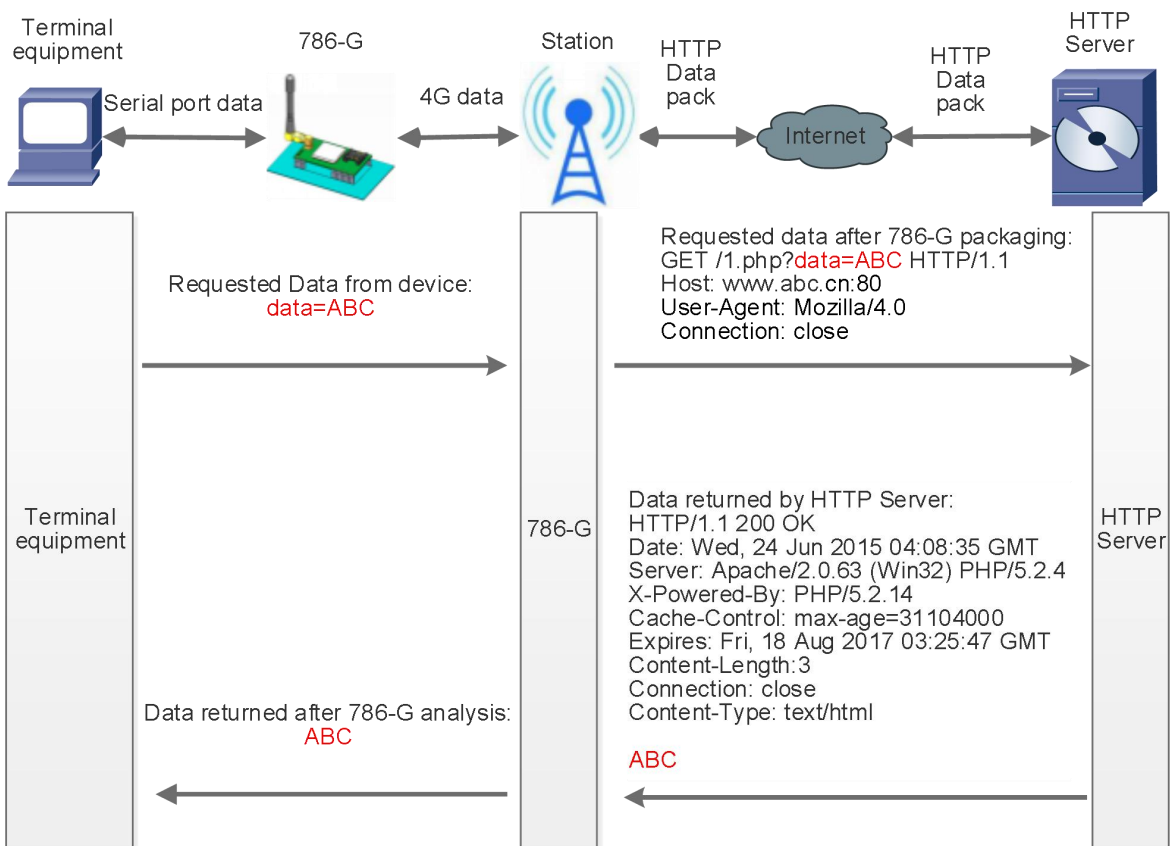 Terminal
equipment
786-G
Station
HTTP
Data
pack
HTTP
Data
pack
HTTP
Server
Serial port data
4G data
Internet
Requested Data from device:
data=ABC
Requested data after 786-G packaging:
GET /1.php?data=ABC HTTP/1.1
Host: www.abc.cn:80
User-Agent: Mozilla/4.0
Connection: close
Terminal
equipment
786-G
HTTP
Server
Data returned by HTTP Server:
HTTP/1.1 200 OK
Date: Wed, 24 Jun 2015 04:08:35 GMT
Server: Apache/2.0.63 (Win32) PHP/5.2.4
X-Powered-By: PHP/5.2.14
Cache-Control: max-age=31104000
Expires: Fri, 18 Aug 2017 03:25:47 GMT
Content-Length:3
Connection: close
Content-Type: text/html
ABC
Data returned after 786-G analysis:
ABC